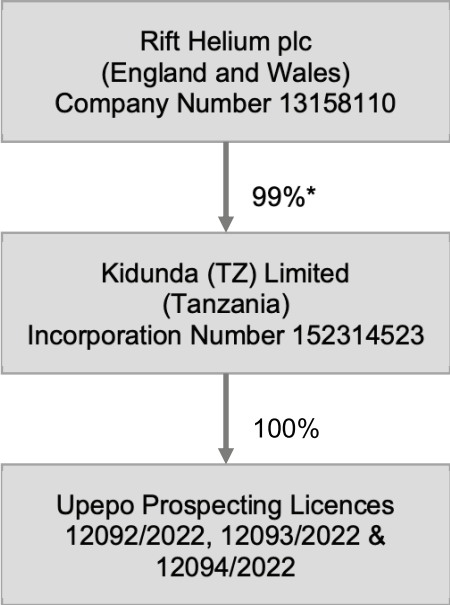 Rift Helium plc
(England and Wales)
Company Number 13158110
99%*
Kidunda (TZ) Limited
(Tanzania)
Incorporation Number 152314523
100%
Upepo Prospecting Licences
12092/2022, 12093/2022 &
12094/2022